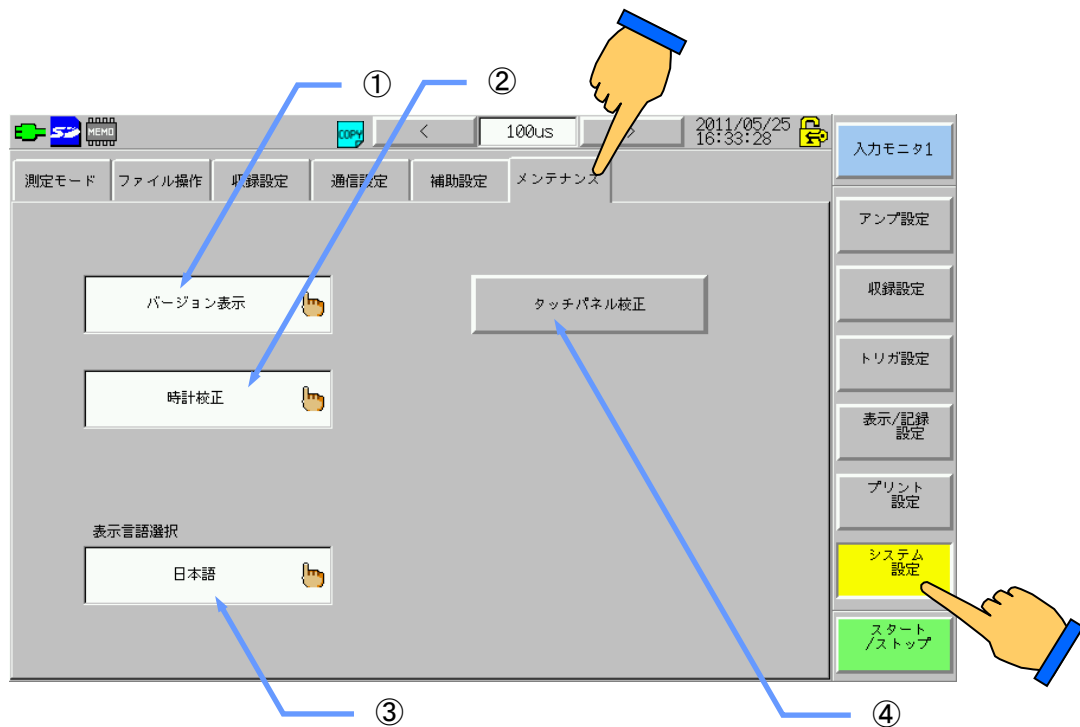 ① ②
SD MEMO COPY < 100us > 2011/05/25
16:33:28
入力モニタ1
測定モード ファイル操作 収録設定 通信設定 補助設定 メンテナンス
アンプ設定
バージョン表示 タッチパネル校正
収録設定
トリガ設定
時計校正
表示/記録
設定
プリント
設定
表示言語選択
日本語
システム
設定
スタート
/ストップ
③ ④